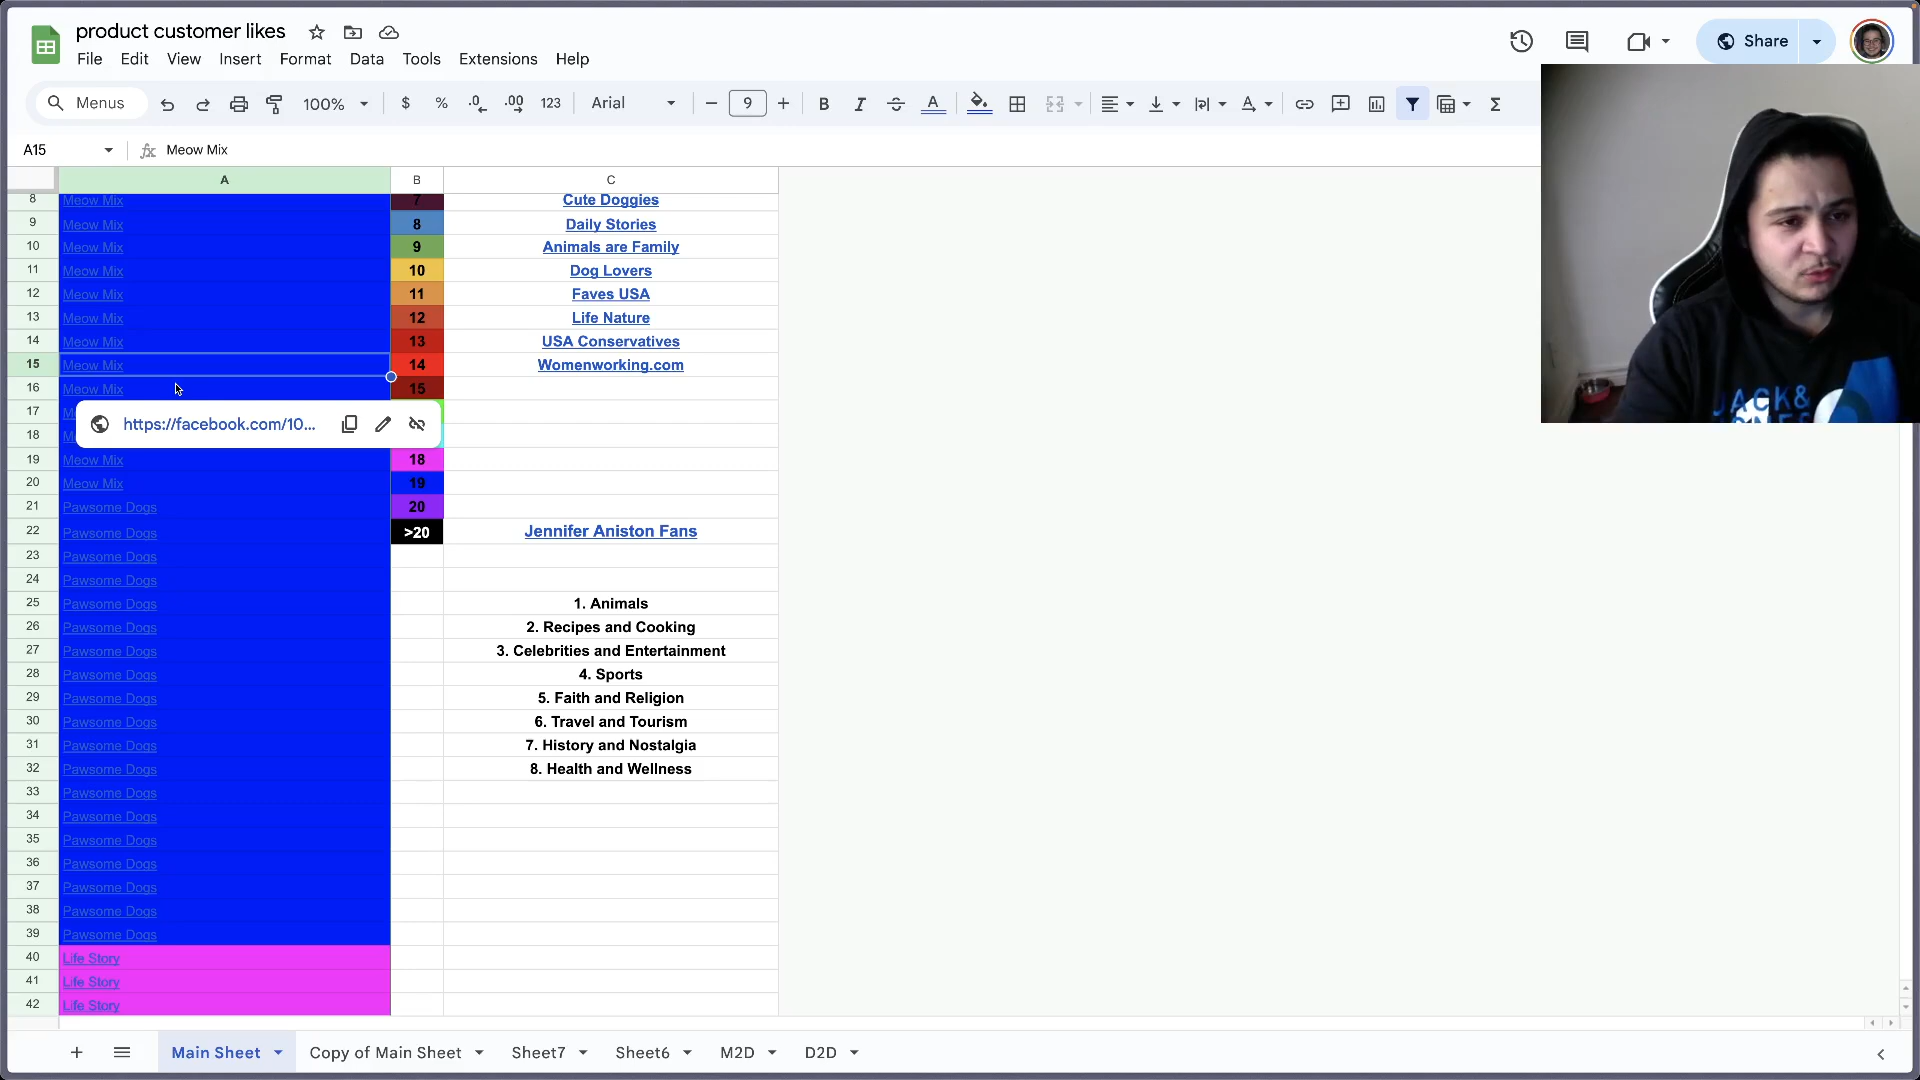 product customer likes
File Edit View Insert Format Data Tools Extensions Help
Share
Menus 100% $ % .0 .00 123 Arial 9 B I A
A15 Meow Mix
A B C
8 Meow Mix 7 Cute Doggies
9 Meow Mix 8 Daily Stories
10 Meow Mix 9 Animals are Family
11 Meow Mix 10 Dog Lovers
12 Meow Mix 11 Faves USA
13 Meow Mix 12 Life Nature
14 Meow Mix 13 USA Conservatives
15 Meow Mix 14 Womenworking.com
16 Meow Mix 15
17
https://facebook.com/10...
18
19 Meow Mix 18
20 Meow Mix 19
21 Pawsome Dogs 20
22 Pawsome Dogs >20 Jennifer Aniston Fans
23 Pawsome Dogs
24 Pawsome Dogs
25 Pawsome Dogs 1. Animals
26 Pawsome Dogs 2. Recipes and Cooking
27 Pawsome Dogs 3. Celebrities and Entertainment
28 Pawsome Dogs 4. Sports
29 Pawsome Dogs 5. Faith and Religion
30 Pawsome Dogs 6. Travel and Tourism
31 Pawsome Dogs 7. History and Nostalgia
32 Pawsome Dogs 8. Health and Wellness
33 Pawsome Dogs
34 Pawsome Dogs
35 Pawsome Dogs
36 Pawsome Dogs
37 Pawsome Dogs
38 Pawsome Dogs
39 Pawsome Dogs
40 Life Story
41 Life Story
42 Life Story
JACK &
Main Sheet Copy of Main Sheet Sheet7 Sheet6 M2D D2D